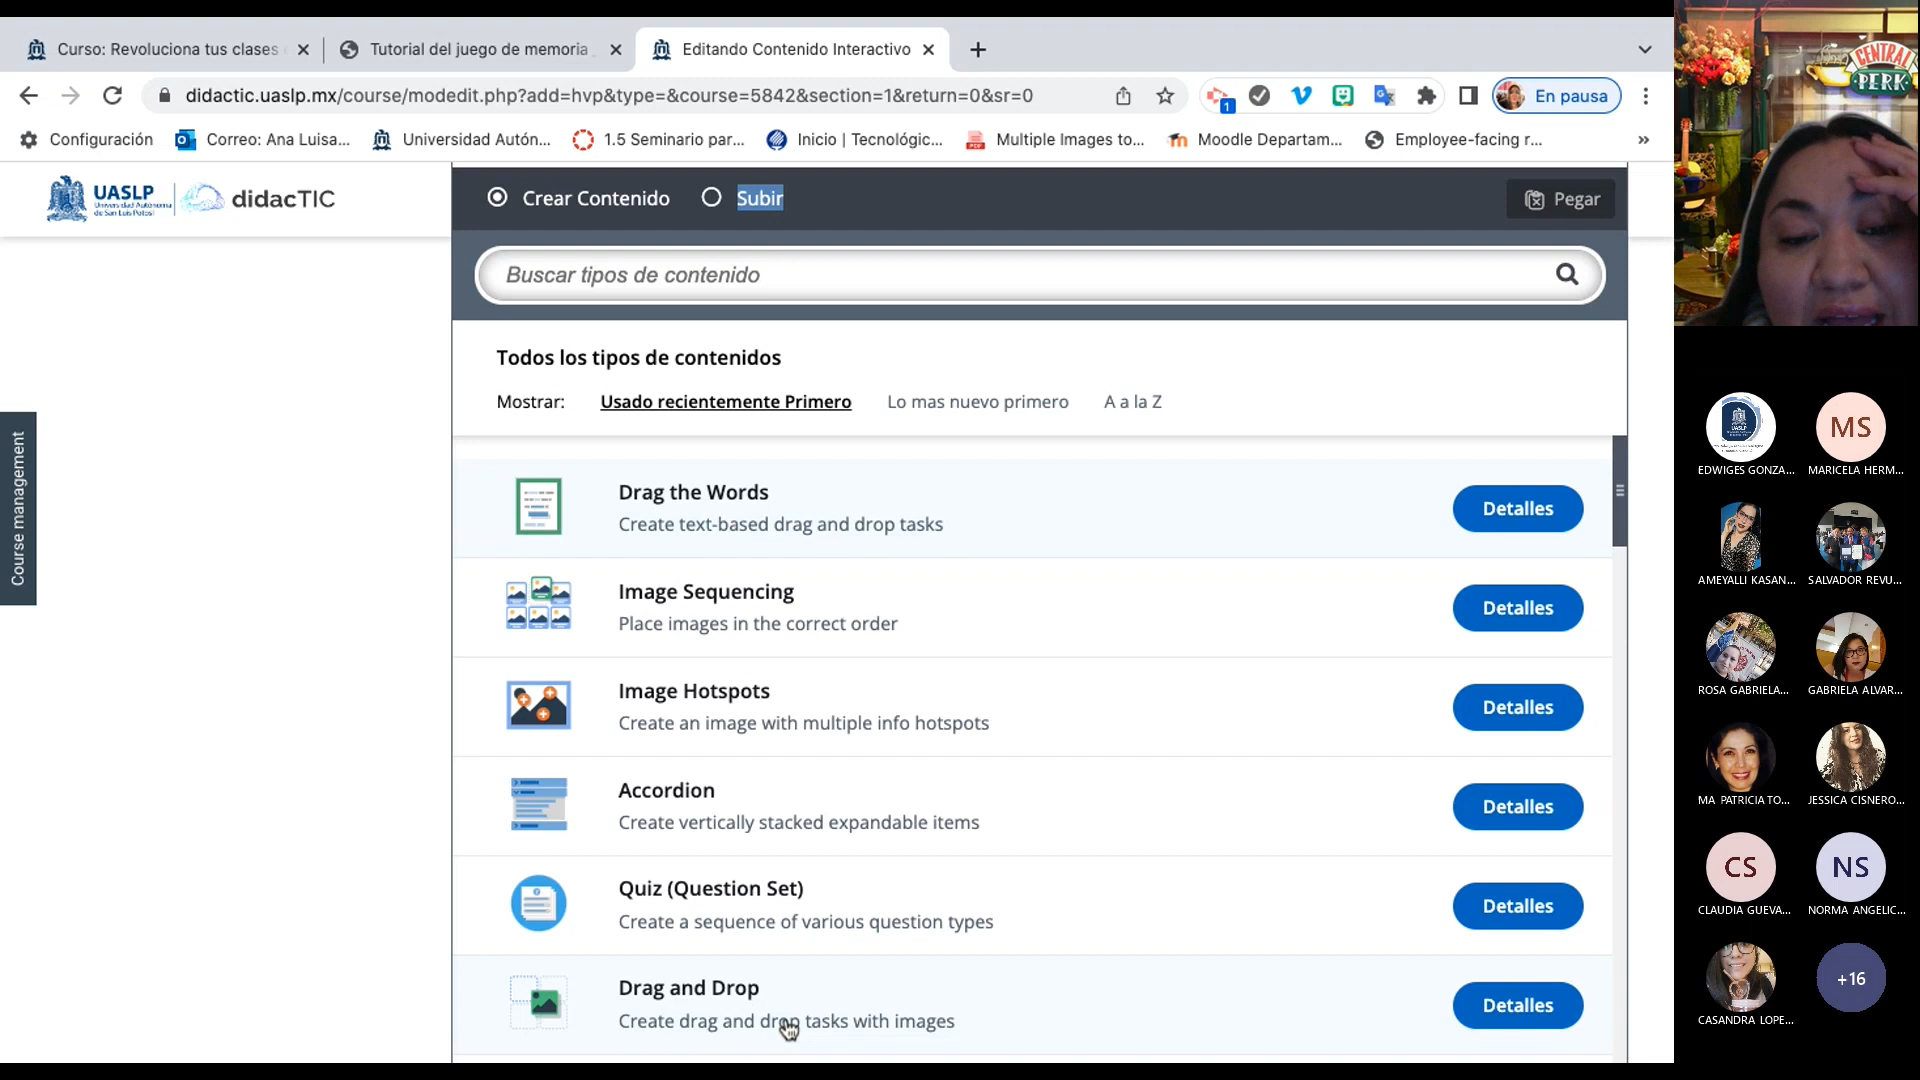 Curso: Revoluciona tus clases
Tutorial del juego de memoria
Editando Contenido Interactivo
didactic.uaslp.mx/course/modedit.php?add=hvp&type=&course=5842&section=1&return=0&sr=0
1
En pausa
Configuración
Correo: Ana Luisa...
Universidad Autón...
1.5 Seminario par...
Inicio | Tecnológic...
Multiple Images to...
Moodle Departam...
Employee-facing r...
UASLP
Universidad Autónoma
de San Luis Potosí
didacTIC
Crear Contenido
Subir
Pegar
Buscar tipos de contenido
Todos los tipos de contenidos
Mostrar:
Usado recientemente Primero
Lo mas nuevo primero
A a la Z
Drag the Words
Create text-based drag and drop tasks
Detalles
Image Sequencing
Place images in the correct order
Detalles
Image Hotspots
Create an image with multiple info hotspots
Detalles
Accordion
Create vertically stacked expandable items
Detalles
Quiz (Question Set)
Create a sequence of various question types
Detalles
Drag and Drop
Create drag and drop tasks with images
Detalles
Course management
CENTRAL
PERK
UASLP
EDWIGES GONZA...
MS
MARICELA HERM...
AMEYALLI KASAN...
SALVADOR REVU...
ROSA GABRIELA...
GABRIELA ALVAR...
MA PATRICIA TO...
JESSICA CISNERO...
CS
CLAUDIA GUEVA...
NS
NORMA ANGELIC...
CASANDRA LOPE...
+16